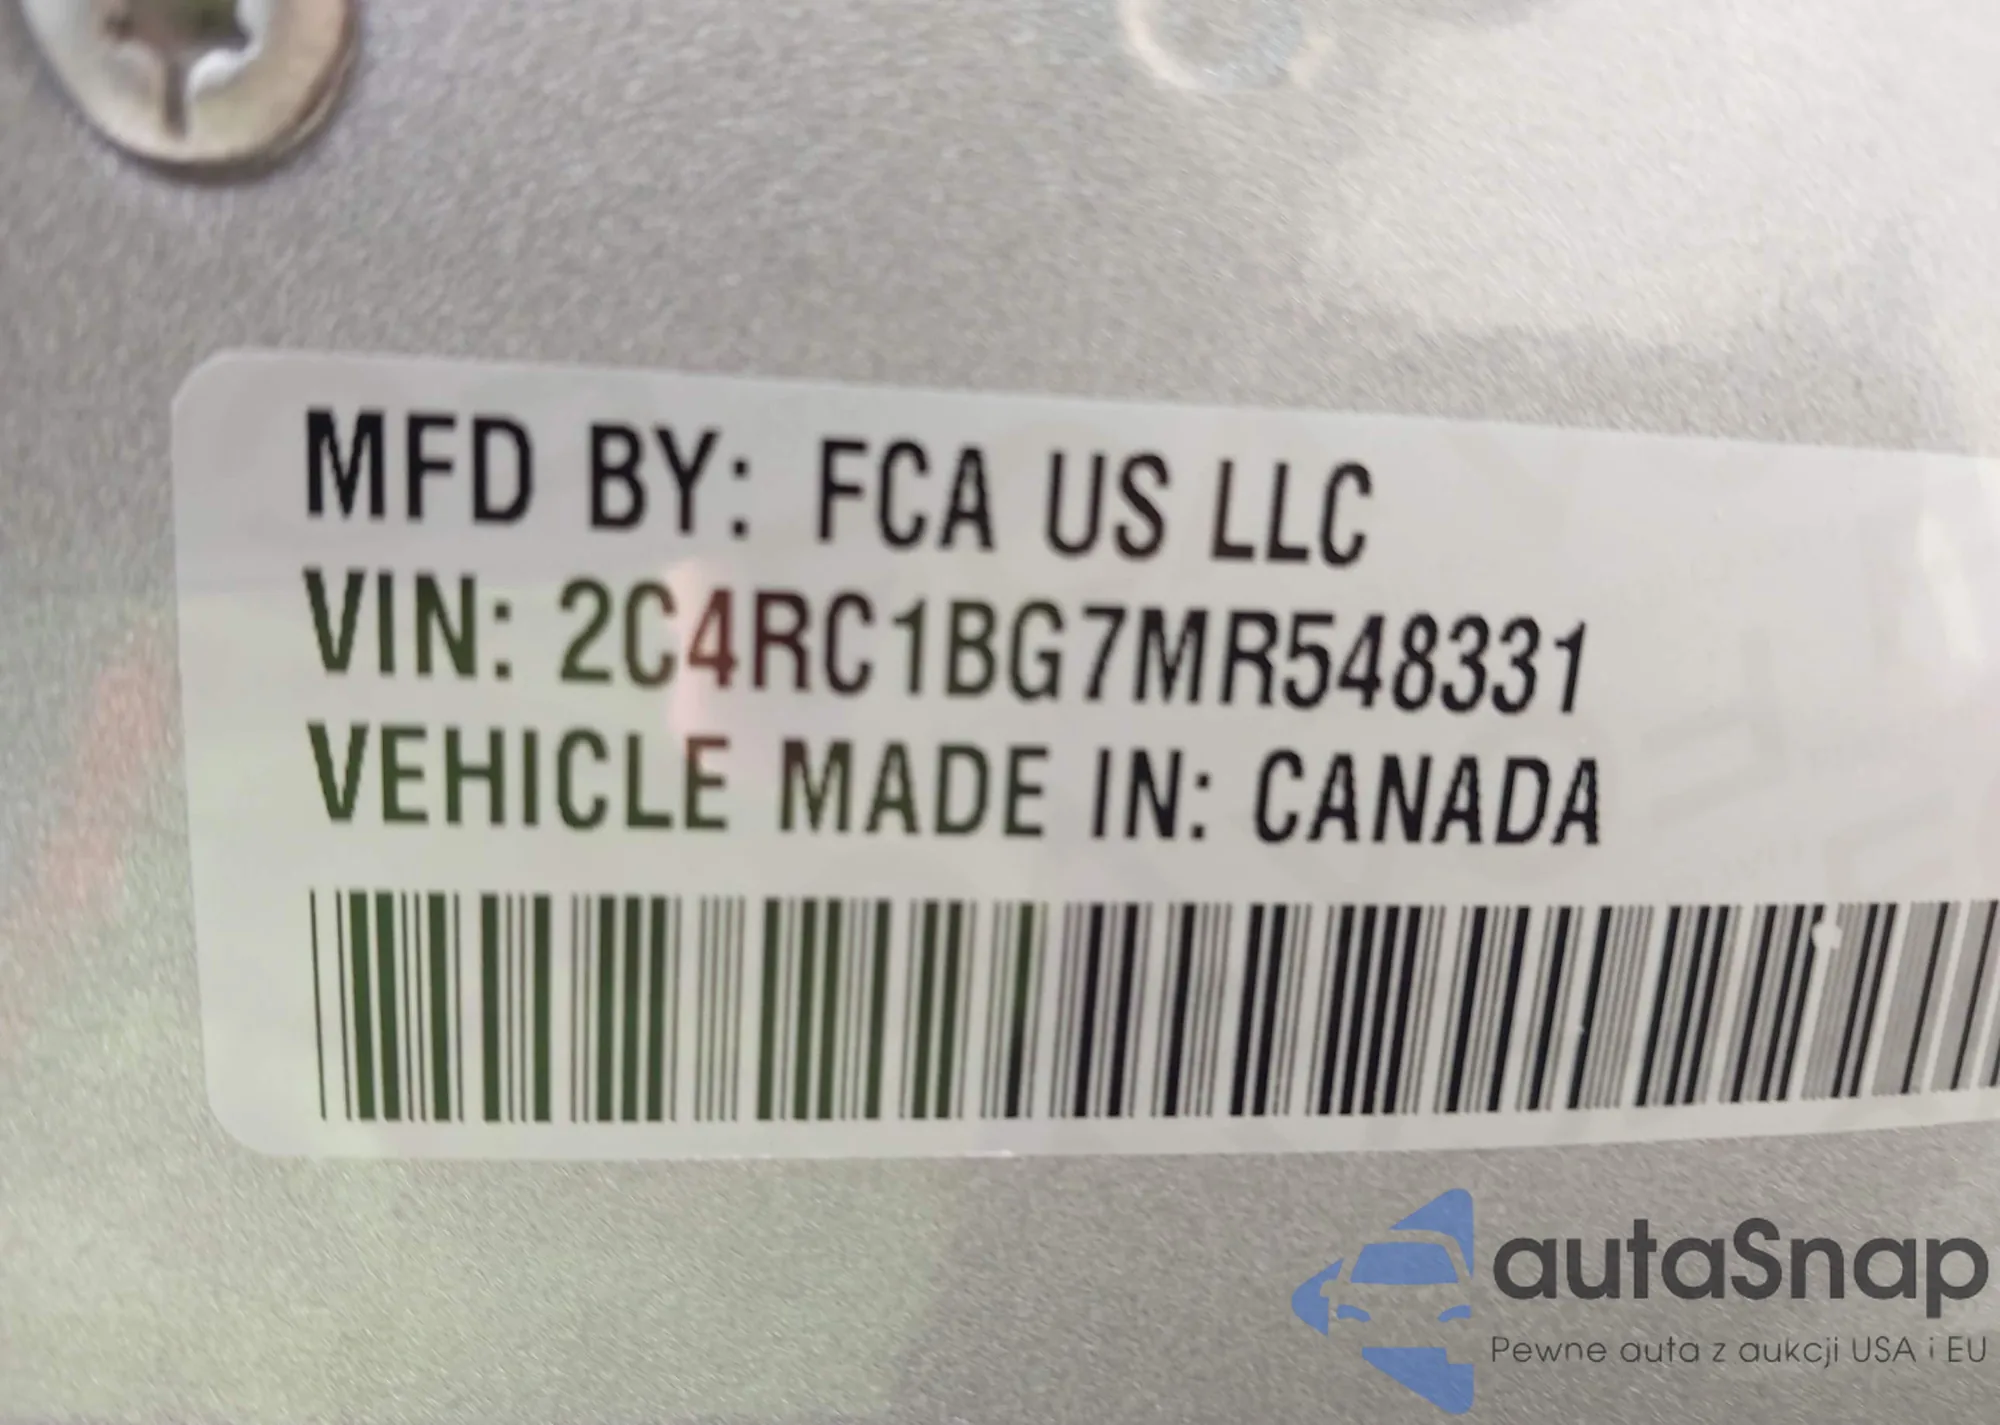 MFD BY: FCA US LLC
VIN: 2C4RC1BG7MR548331
VEHICLE MADE IN: CANADA
autaSnap
Pewne auta z aukcji USA i EU